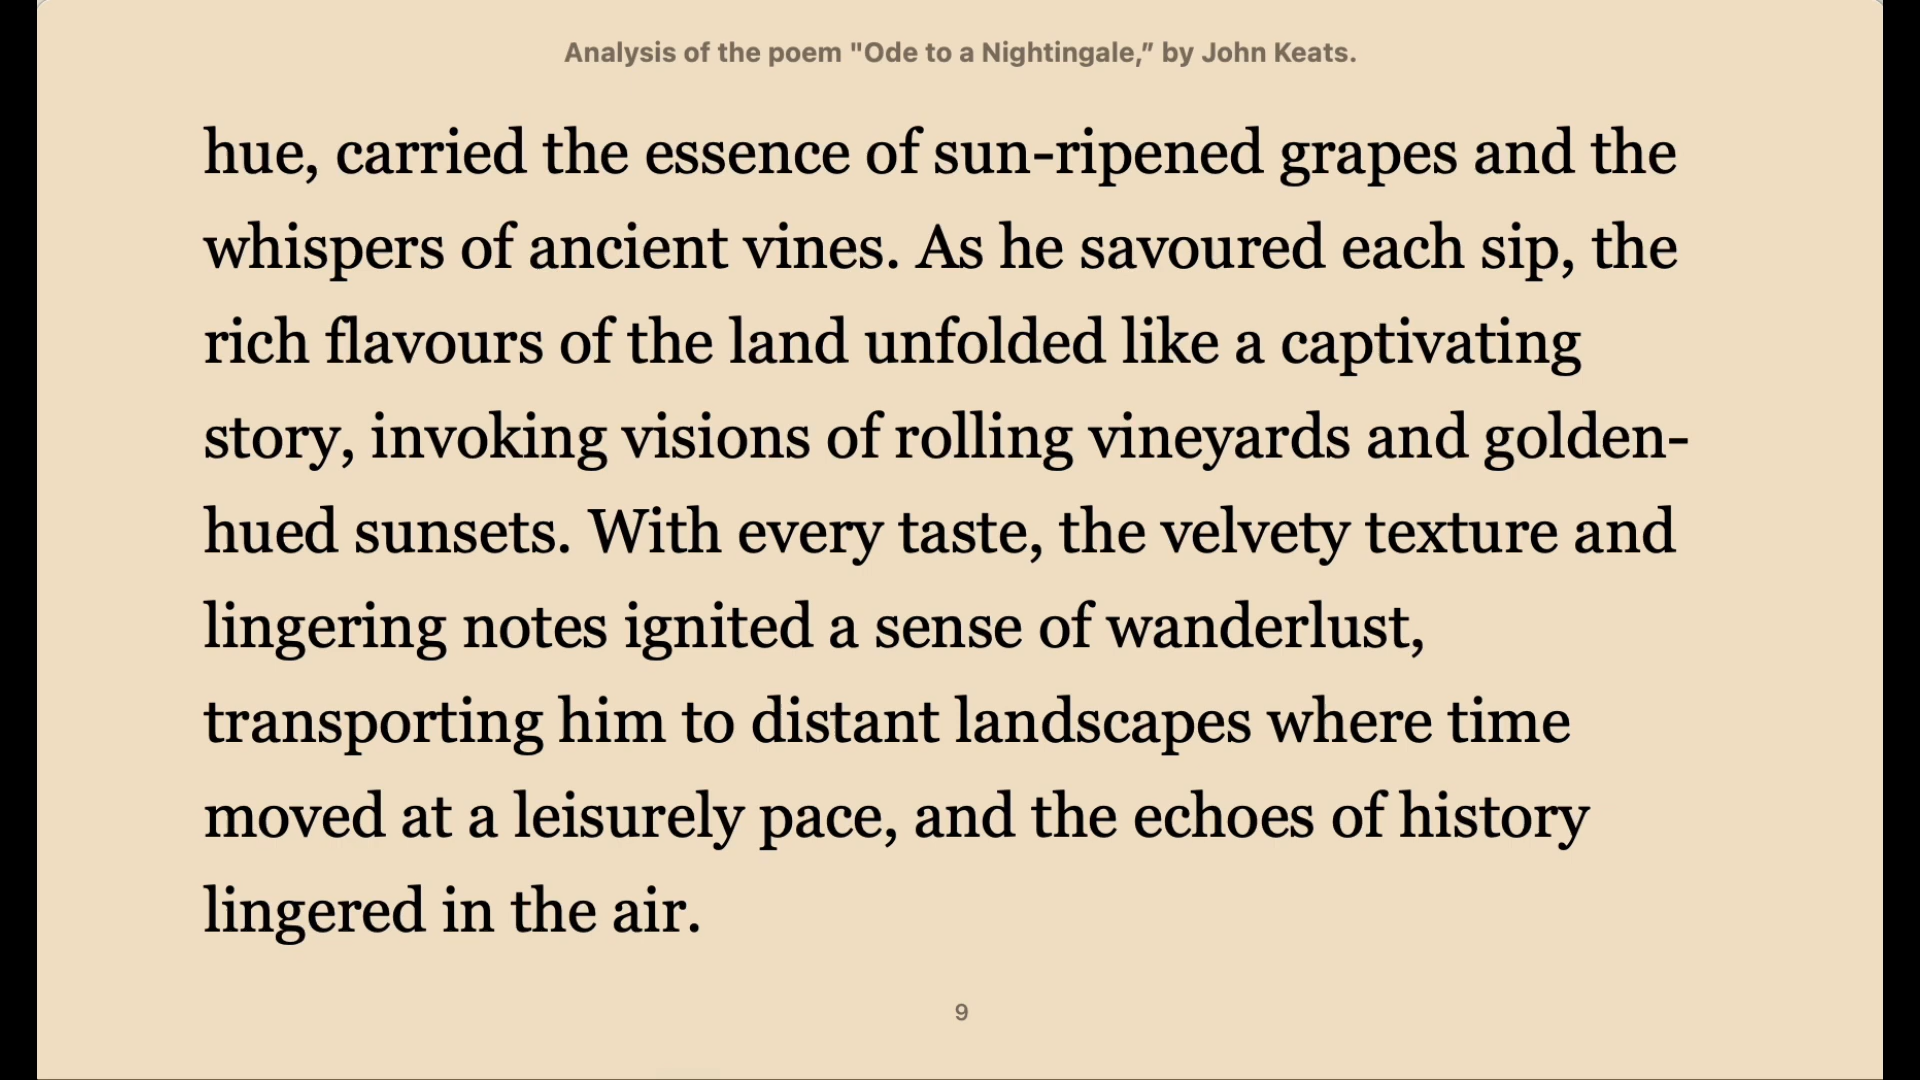 Analysis of the poem "Ode to a Nightingale,” by John Keats.
hue, carried the essence of sun-ripened grapes and the
whispers of ancient vines. As he savoured each sip, the
rich flavours of the land unfolded like a captivating
story, invoking visions of rolling vineyards and golden-
hued sunsets. With every taste, the velvety texture and
lingering notes ignited a sense of wanderlust,
transporting him to distant landscapes where time
moved at a leisurely pace, and the echoes of history
lingered in the air.
9